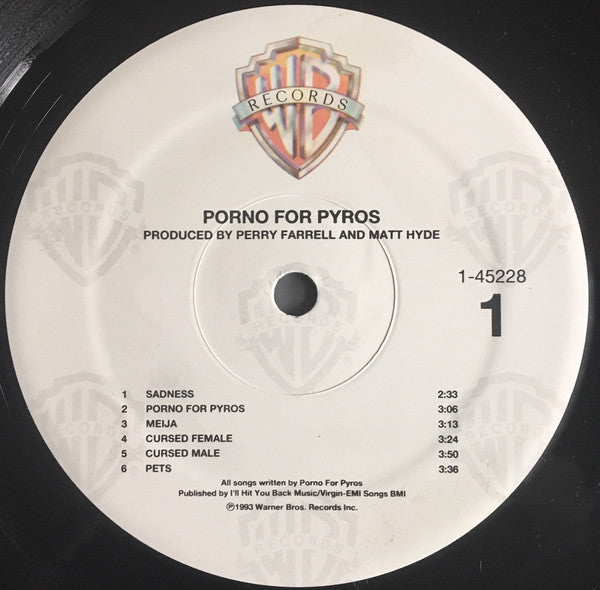 WB
RECORDS
PORNO FOR PYROS
PRODUCED BY PERRY FARRELL AND MATT HYDE
1-45228
1
1 SADNESS 2:33
2 PORNO FOR PYROS 3:06
3 MEIJA 3:13
4 CURSED FEMALE 3:24
5 CURSED MALE 3:50
6 PETS 3:36
All songs written by Porno For Pyros
Published by I'll Hit You Back Music/Virgin-EMI Songs BMI
℗1993 Warner Bros. Records Inc.